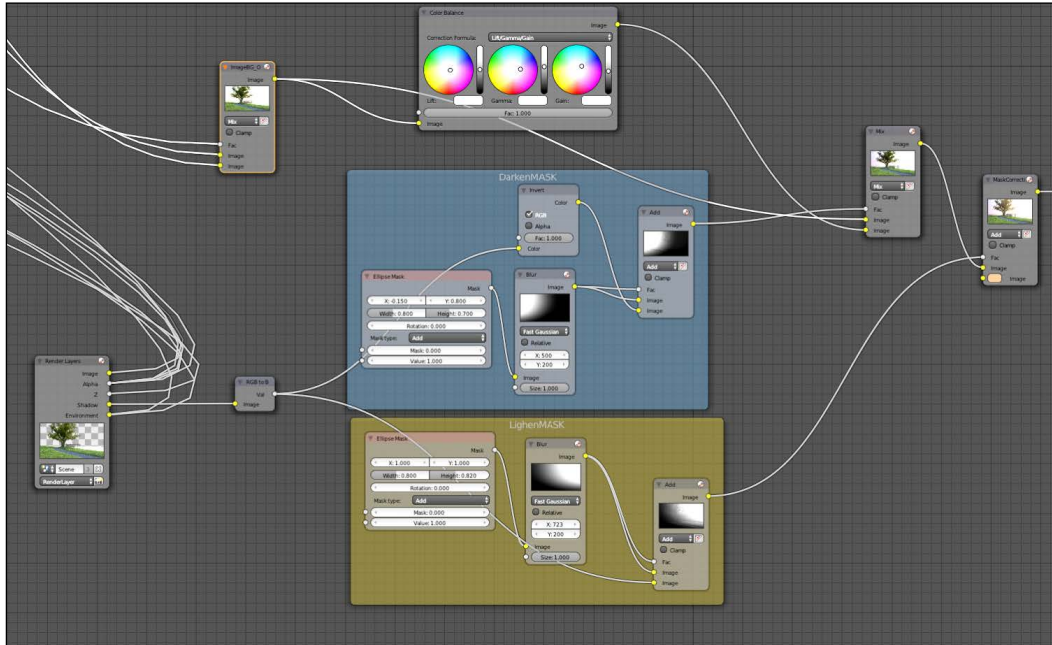 ImageBG_G
Image
Mix
Clamp
Fac
Image
Image
Color Balance
Image
Correction Formula:
Lift/Gamma/Gain
Lift:
Gamma:
Gain:
Fac: 1.000
Image
Mix
Image
Mix
Clamp
Fac
Image
Image
MaskCorrecti
Image
Add
Clamp
Fac
Image
Image
DarkenMASK
Invert
Color
RGB
Alpha
Fac: 1.000
Color
Add
Image
Add
Clamp
Fac
Image
Image
Ellipse Mask
Mask
X: -0.150
Y: 0.800
Width: 0.800
Height: 0.700
Rotation: 0.000
Mask type:
Add
Mask: 0.000
Value: 1.000
Blur
Image
Fast Gaussian
Relative
X: 500
Y: 200
Image
Size: 1.000
Render Layers
Image
Alpha
Z
Shadow
Environment
Scene
RenderLayer
RGB to B
Val
Image
LighenMASK
Ellipse Mask
Mask
X: 1.000
Y: 1.000
Width: 0.800
Height: 0.820
Rotation: 0.000
Mask type:
Add
Mask: 0.000
Value: 1.000
Blur
Image
Fast Gaussian
Relative
X: 723
Y: 200
Image
Size: 1.000
Add
Image
Add
Clamp
Fac
Image
Image